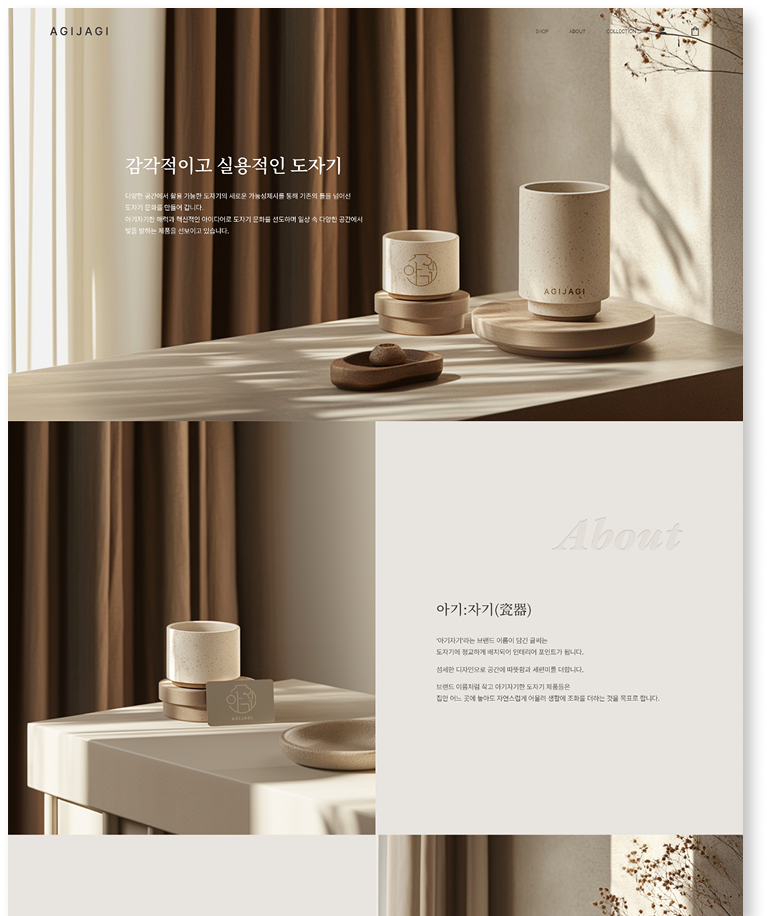 AGIJAGI
SHOP
ABOUT
COLLECTION
감각적이고 실용적인 도자기
다양한 공간에서 활용 가능한 도자기의 새로운 가능성제시를 통해 기존의 틀을 넘어선
도자기 문화를 만들어 갑니다.
아기자기한 매력과 혁신적인 아이디어로 도자기 문화를 선도하며 일상 속 다양한 공간에서
빛을 발하는 제품을 선보이고 있습니다.
AGIJAGI
About
아기:자기(瓷器)
'아기자기'라는 브랜드 이름이 담긴 글씨는
도자기에 정교하게 배치되어 인테리어 포인트가 됩니다.
섬세한 디자인으로 공간에 따뜻함과 세련미를 더합니다.
브랜드 이름처럼 작고 아기자기한 도자기 제품들은
집안 어느 곳에 놓아도 자연스럽게 어울려 생활에 조화를 더하는 것을 목표로 합니다.
AGIJAGI